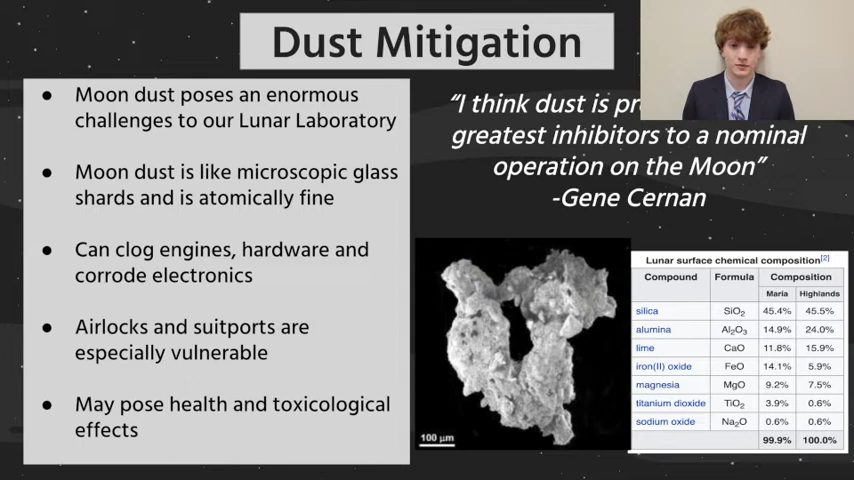 Dust Mitigation
● Moon dust poses an enormous
challenges to our Lunar Laboratory
● Moon dust is like microscopic glass
shards and is atomically fine
● Can clog engines, hardware and
corrode electronics
● Airlocks and suitports are
especially vulnerable
● May pose health and toxicological
effects
“I think dust is
greatest inhibitors to a nominal
operation on the Moon”
-Gene Cernan
100 µm
Lunar surface chemical composition[2]
Compound Formula Composition
Maria Highlands
silica SiO₂ 45.4% 45.5%
alumina Al₂O₃ 14.9% 24.0%
lime CaO 11.8% 15.9%
iron(II) oxide FeO 14.1% 5.9%
magnesia MgO 9.2% 7.5%
titanium dioxide TiO₂ 3.9% 0.6%
sodium oxide Na₂O 0.6% 0.6%
99.9% 100.0%